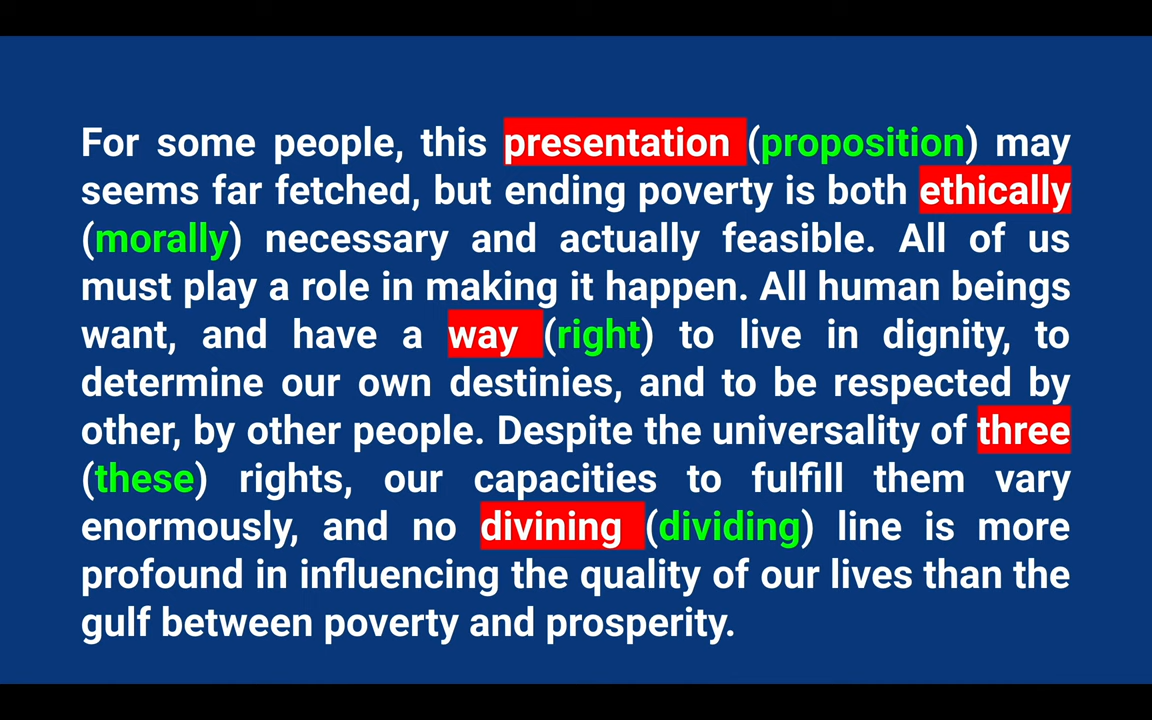 For some people, this presentation (proposition) may
seems far fetched, but ending poverty is both ethically
(morally) necessary and actually feasible. All of us
must play a role in making it happen. All human beings
want, and have a way (right) to live in dignity, to
determine our own destinies, and to be respected by
other, by other people. Despite the universality of three
(these) rights, our capacities to fulfill them vary
enormously, and no divining (dividing) line is more
profound in influencing the quality of our lives than the
gulf between poverty and prosperity.